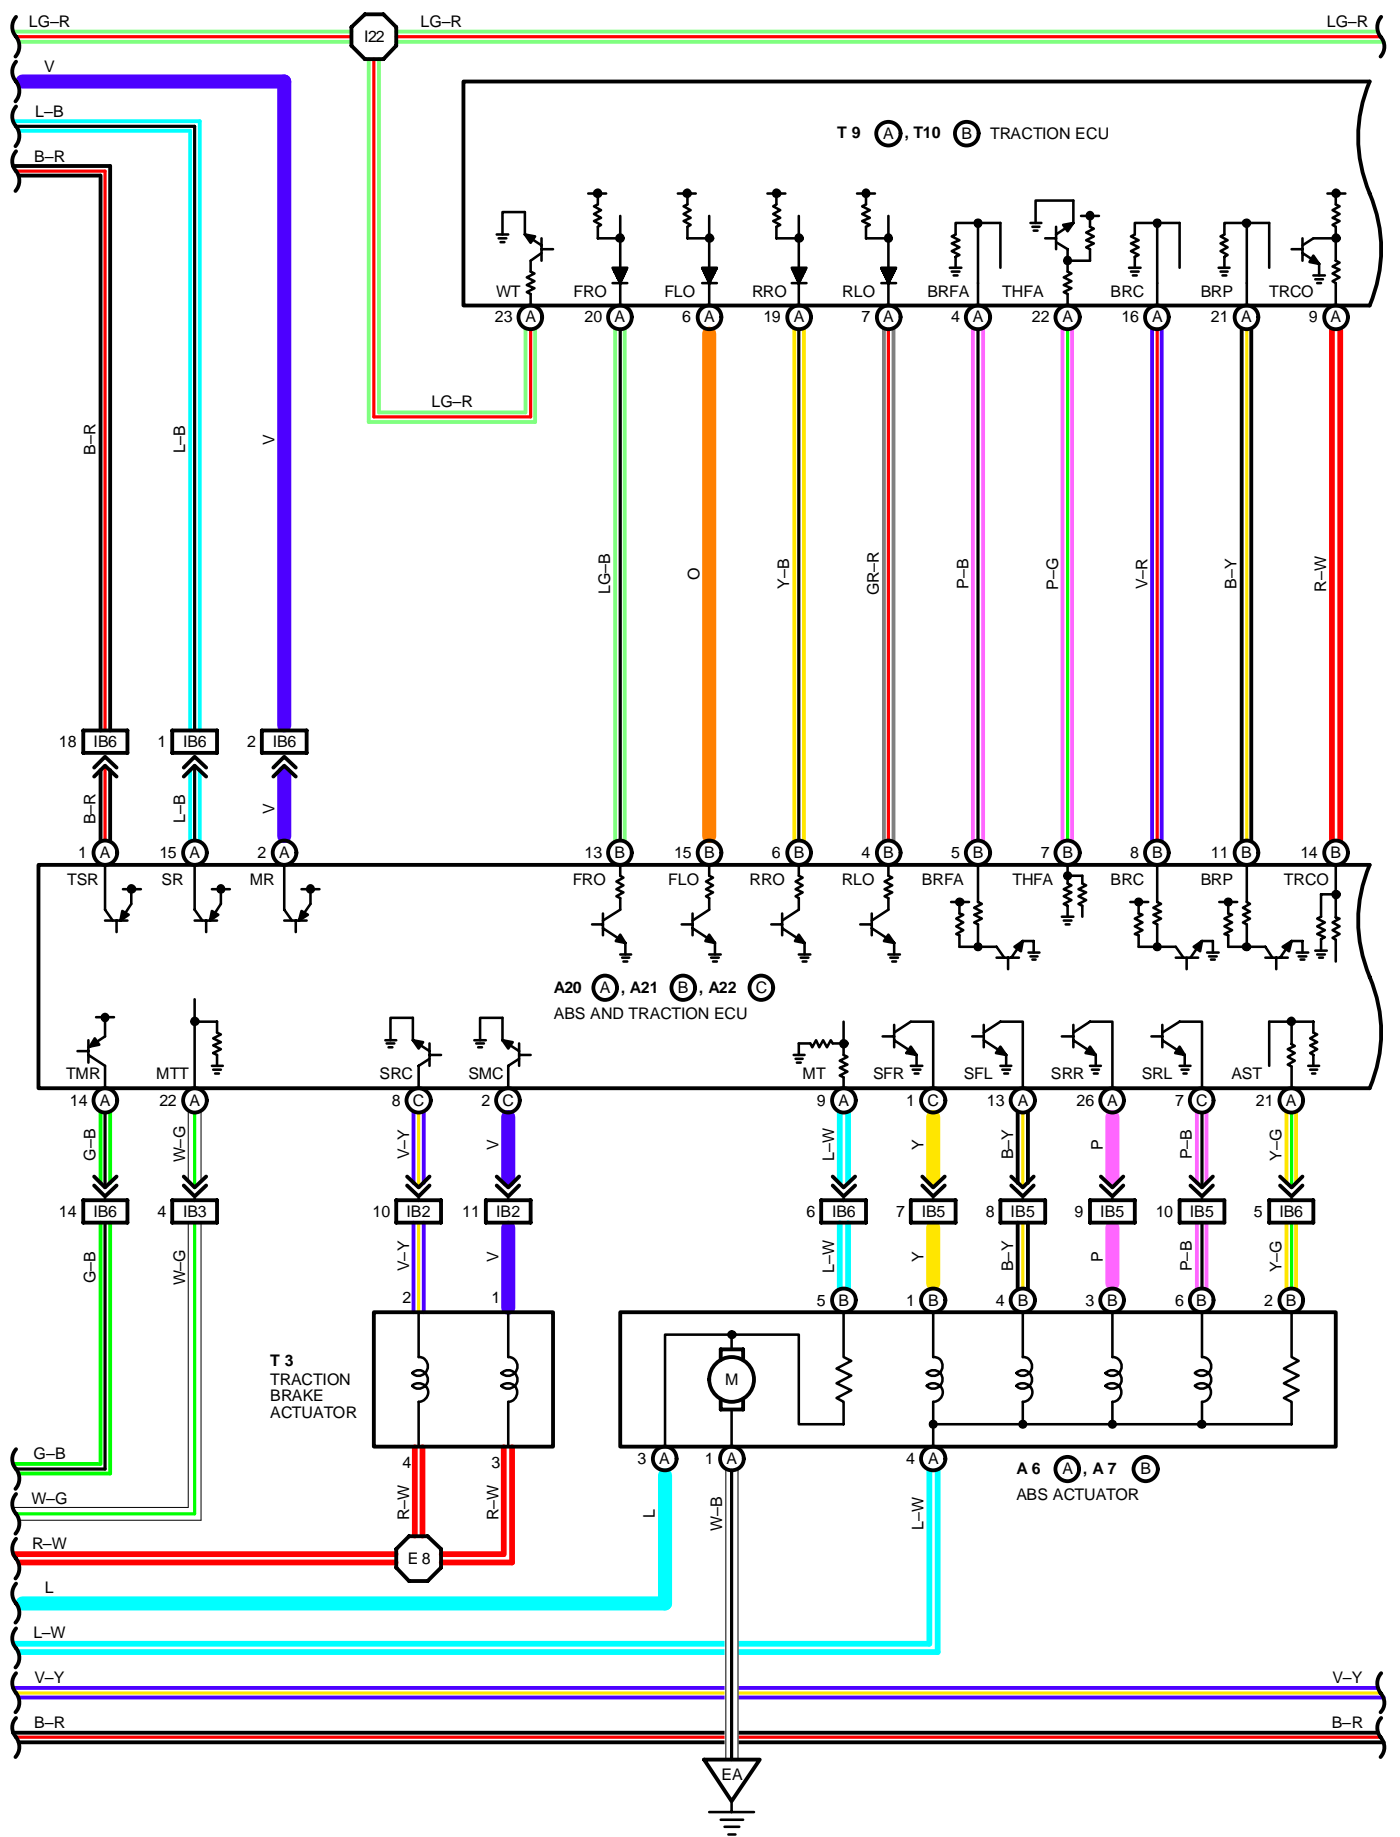 LG–R LG–R LG–R
I22
V
L–B
B–R
T 9 A , T10 B TRACTION ECU
WT FRO FLO RRO RLO BRFA THFA BRC BRP TRCO
23 A 20 A 6 A 19 A 7 A 4 A 22 A 16 A 21 A 9 A
LG–R
B–R L–B V
LG–B O Y–B GR–R P–B P–G V–R B–Y R–W
18 IB6 1 IB6 2 IB6
B–R L–B V
1 A 15 A 2 A 13 B 15 B 6 B 4 B 5 B 7 B 8 B 11 B 14 B
TSR SR MR FRO FLO RRO RLO BRFA THFA BRC BRP TRCO
A20 A , A21 B , A22 C
ABS AND TRACTION ECU
TMR MTT SRC SMC MT SFR SFL SRR SRL AST
14 A 22 A 8 C 2 C 9 A 1 C 13 A 26 A 7 C 21 A
G–B W–G V–Y V L–W Y B–Y P P–B Y–G
14 IB6 4 IB3 10 IB2 11 IB2 6 IB6 7 IB5 8 IB5 9 IB5 10 IB5 5 IB6
G–B W–G V–Y V L–W Y B–Y P P–B Y–G
2 1 5 B 1 B 4 B 3 B 6 B 2 B
T 3
TRACTION
BRAKE
ACTUATOR
M
4 3 3 A 1 A 4 A
A 6 A , A 7 B
ABS ACTUATOR
R–W R–W L W–B L–W
G–B
W–G
R–W
E 8
L
L–W
V–Y V–Y
B–R B–R
EA